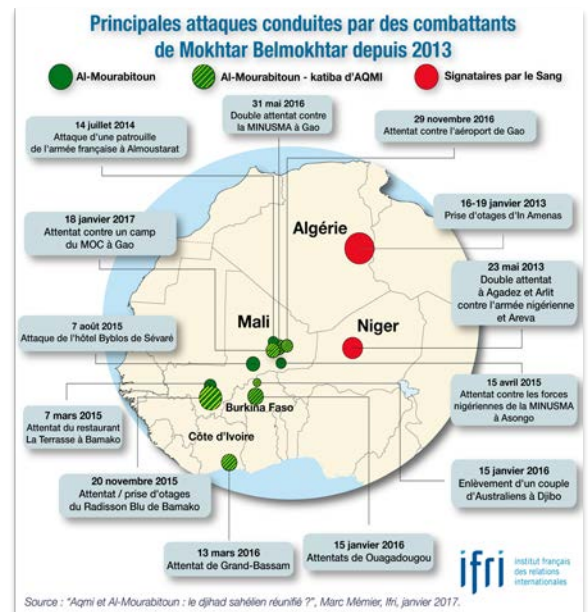 Principales attaques conduites par des combattants
de Mokhtar Belmokhtar depuis 2013
Al-Mourabitoun
Al-Mourabitoun - katiba d'AQMI
Signataires par le Sang
31 mai 2016
Double attentat contre
la MINUSMA à Gao
14 juillet 2014
Attaque d'une patrouille
de l'armée française à Almoustarat
29 novembre 2016
Attentat contre l'aéroport de Gao
16-19 janvier 2013
Prise d'otages d'In Amenas
18 janvier 2017
Attentat contre un camp
du MOC à Gao
Algérie
23 mai 2013
Double attentat
à Agadez et Arlit
contre l'armée nigérienne
et Areva
Mali
Niger
7 août 2015
Attaque de l'hôtel Byblos de Sévaré
15 avril 2015
Attentat contre les forces
nigériennes de la MINUSMA
à Asongo
7 mars 2015
Attentat du restaurant
La Terrasse à Bamako
Burkina Faso
Côte d'Ivoire
20 novembre 2015
Attentat / prise d'otages
du Radisson Blu de Bamako
15 janvier 2016
Enlèvement d'un couple
d'Australiens à Djibo
13 mars 2016
Attentat de Grand-Bassam
15 janvier 2016
Attentats de Ouagadougou
ifri
institut français
des relations
internationales
Source : "Aqmi et Al-Mourabitoun : le djihad sahélien réunifié ?", Marc Mémier, Ifri, janvier 2017.